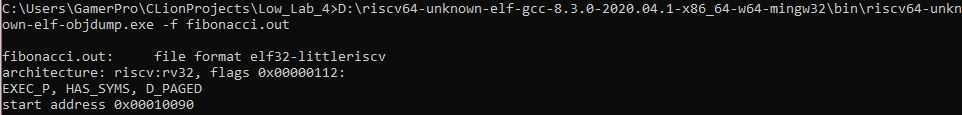 C:\Users\GamerPro\CLionProjects\Low_Lab_4>D:\riscv64-unknown-elf-gcc-8.3.0-2020.04.1-x86_64-w64-mingw32\bin\riscv64-unkn
own-elf-objdump.exe -f fibonacci.out
fibonacci.out:     file format elf32-littleriscv
architecture: riscv:rv32, flags 0x00000112:
EXEC_P, HAS_SYMS, D_PAGED
start address 0x00010090